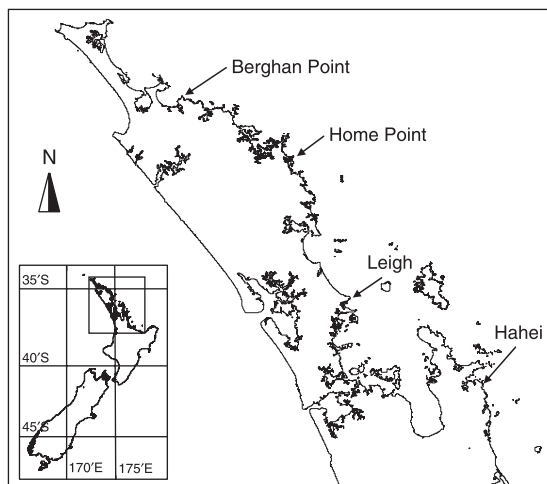 Berghan Point
Home Point
N
Leigh
35′S
Hahei
40′S
45′S
170′E
175′E